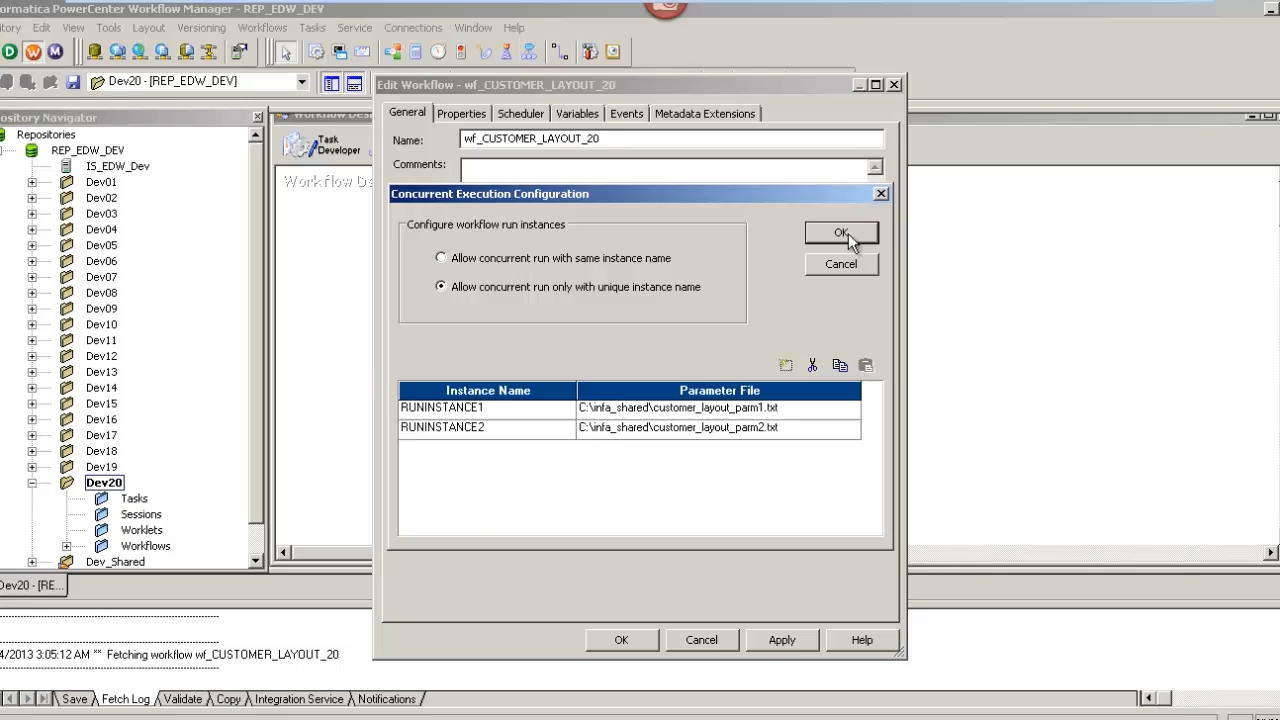 nformatica PowerCenter Workflow Manager - REP_EDW_DEV
itory Edit View Tools Layout Versioning Workflows Tasks Service Connections Window Help
D W M
Dev20 - [REP_EDW_DEV]
ository Navigator
Repositories
REP_EDW_DEV
IS_EDW_Dev
Dev01
Dev02
Dev03
Dev04
Dev05
Dev06
Dev07
Dev08
Dev09
Dev10
Dev11
Dev12
Dev13
Dev14
Dev15
Dev16
Dev17
Dev18
Dev19
Dev20
Tasks
Sessions
Worklets
Workflows
Dev_Shared
Dev20 - [RE...
Task
Developer
Workflow De
Edit Workflow - wf_CUSTOMER_LAYOUT_20
General Properties Scheduler Variables Events Metadata Extensions
Name: wf_CUSTOMER_LAYOUT_20
Comments:
Concurrent Execution Configuration
Configure workflow run instances
Allow concurrent run with same instance name
Allow concurrent run only with unique instance name
OK
Cancel
Instance Name Parameter File
RUNINSTANCE1 C:\infa_shared\customer_layout_parm1.txt
RUNINSTANCE2 C:\infa_shared\customer_layout_parm2.txt
OK Cancel Apply Help
4/2013 3:05:12 AM ** Fetching workflow wf_CUSTOMER_LAYOUT_20
Save Fetch Log Validate Copy Integration Service Notifications